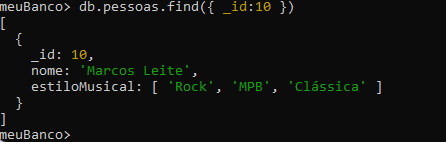 meuBanco> db.pessoas.find({ _id:10 })
[
  {
    _id: 10,
    nome: 'Marcos Leite',
    estiloMusical: [ 'Rock', 'MPB', 'Clássica' ]
  }
]
meuBanco>